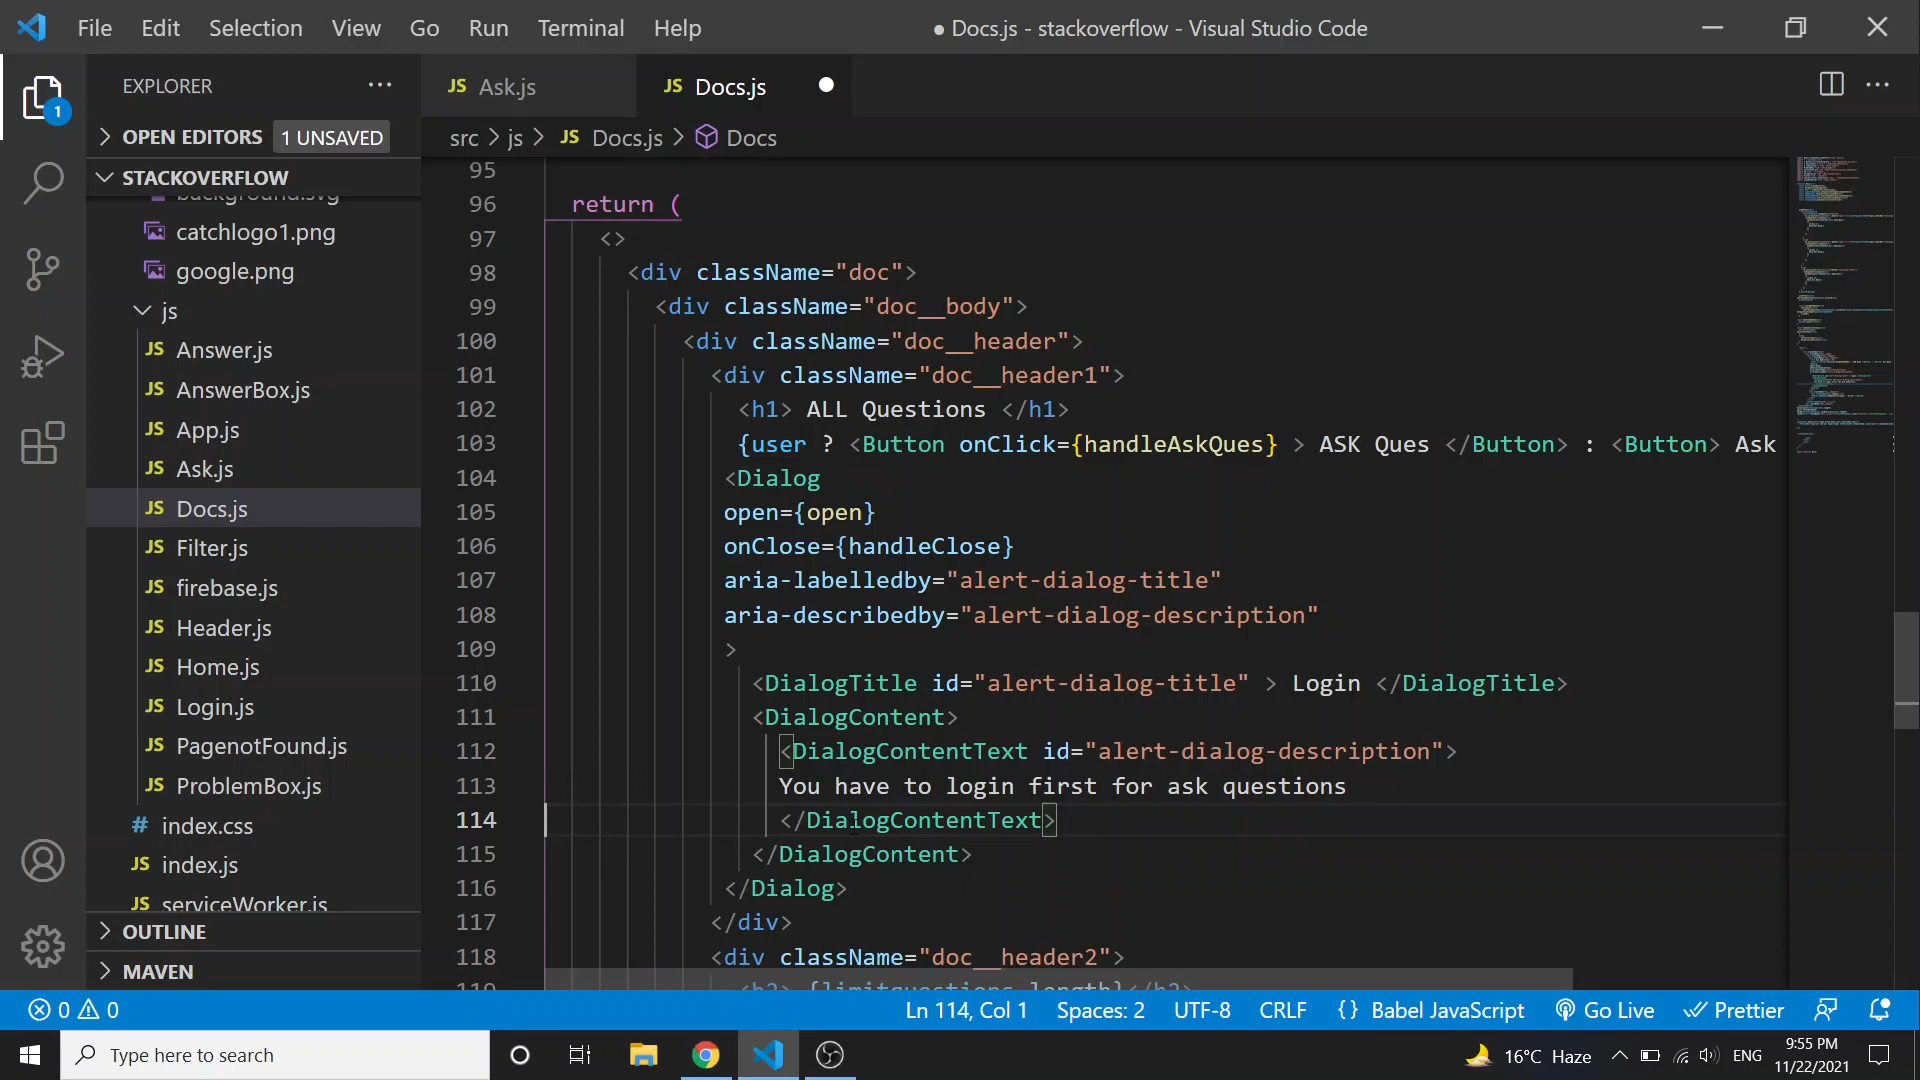 File Edit Selection View Go Run Terminal Help
● Docs.js - stackoverflow - Visual Studio Code
EXPLORER
1
OPEN EDITORS 1 UNSAVED
STACKOVERFLOW
background.svg
catchlogo1.png
google.png
js
JS Answer.js
JS AnswerBox.js
JS App.js
JS Ask.js
JS Docs.js
JS Filter.js
JS firebase.js
JS Header.js
JS Home.js
JS Login.js
JS PagenotFound.js
JS ProblemBox.js
# index.css
JS index.js
JS serviceWorker.js
OUTLINE
MAVEN
JS Ask.js
JS Docs.js
src > js > JS Docs.js > Docs
95
96 return (
97 <>
98 <div className="doc">
99 <div className="doc__body">
100 <div className="doc__header">
101 <div className="doc__header1">
102 <h1> ALL Questions </h1>
103 {user ? <Button onClick={handleAskQues} > ASK Ques </Button> : <Button> Ask
104 <Dialog
105 open={open}
106 onClose={handleClose}
107 aria-labelledby="alert-dialog-title"
108 aria-describedby="alert-dialog-description"
109 >
110 <DialogTitle id="alert-dialog-title" > Login </DialogTitle>
111 <DialogContent>
112 <DialogContentText id="alert-dialog-description">
113 You have to login first for ask questions
114 </DialogContentText>
115 </DialogContent>
116 </Dialog>
117 </div>
118 <div className="doc__header2">
119 <h2> {limitquestions.length}</h2>
0 0
Ln 114, Col 1 Spaces: 2 UTF-8 CRLF {} Babel JavaScript Go Live Prettier
Type here to search
16°C Haze
ENG
9:55 PM
11/22/2021